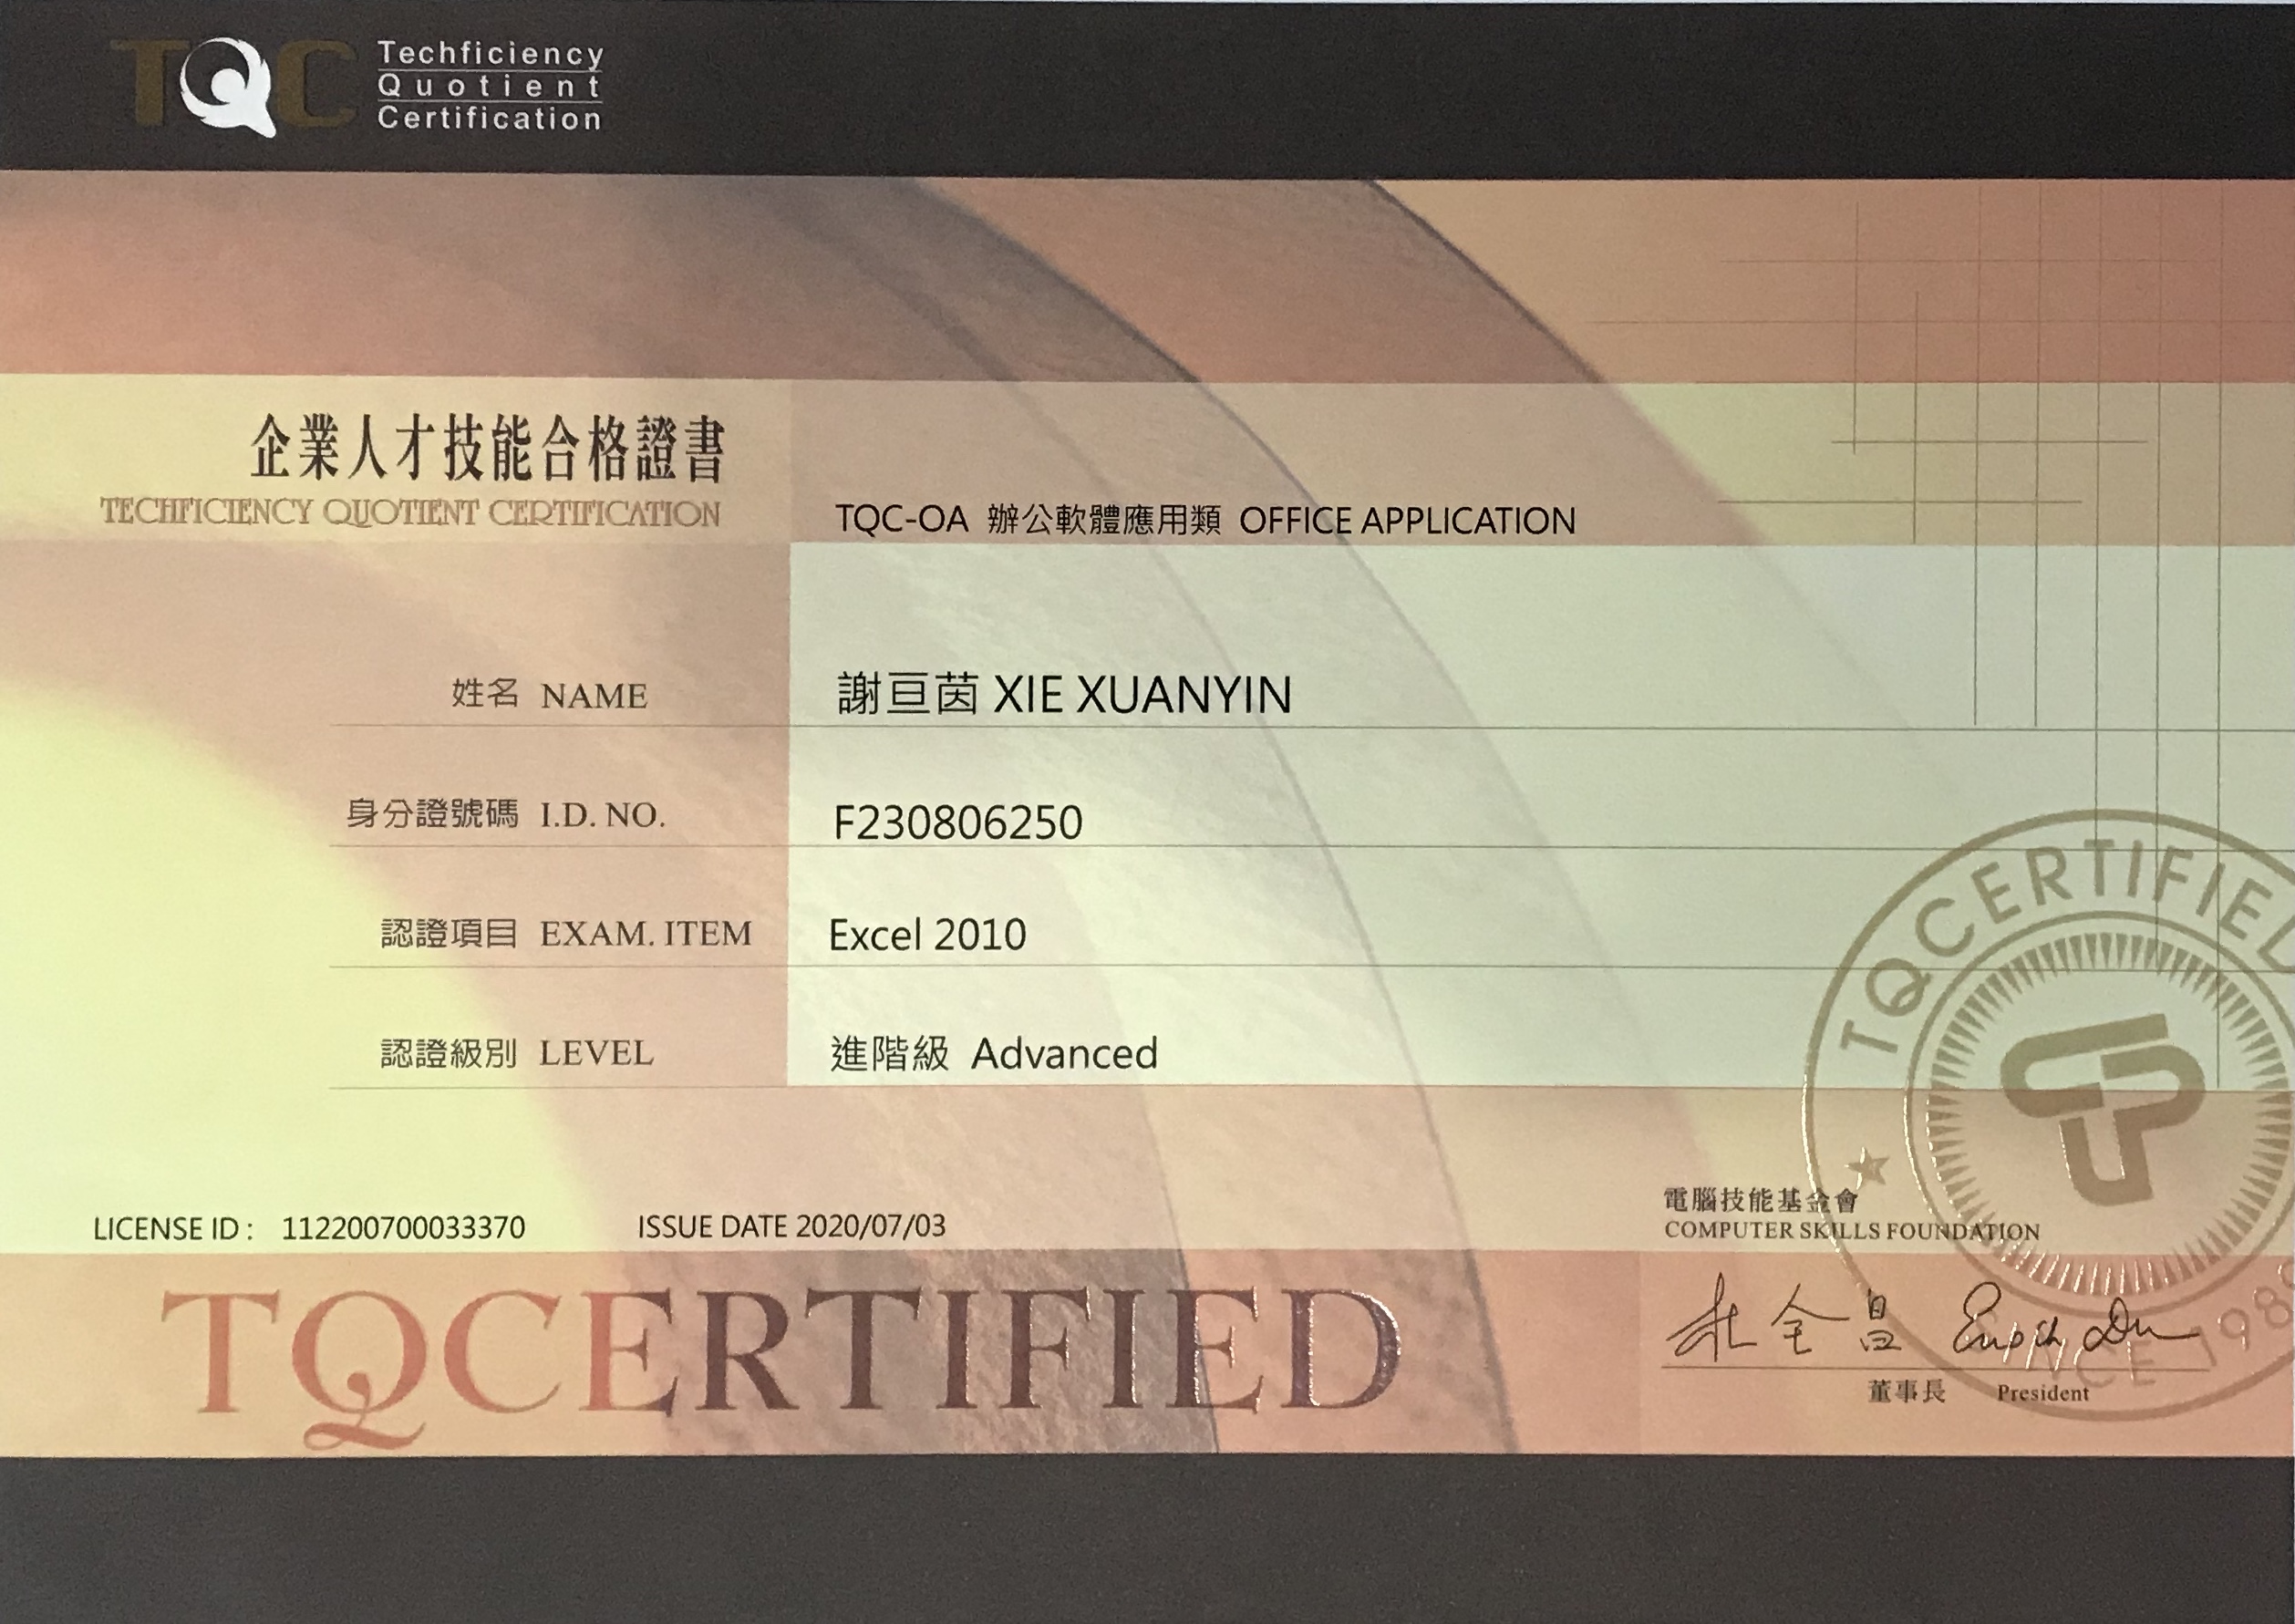 TQC
Techficiency
Quotient
Certification
企業人才技能合格證書
TECHFICIENCY QUOTIENT CERTIFICATION
TQC-OA 辦公軟體應用類 OFFICE APPLICATION
姓名 NAME 謝亘茵 XIE XUANYIN
身分證號碼 I.D. NO. F230806250
認證項目 EXAM. ITEM Excel 2010
認證級別 LEVEL 進階級 Advanced
TQCERTIFIED
LICENSE ID : 112200700033370 ISSUE DATE 2020/07/03
電腦技能基金會
COMPUTER SKILLS FOUNDATION
TQCERTIFIED
杜全昌 Enoch Du
SINCE 198
董事長 President